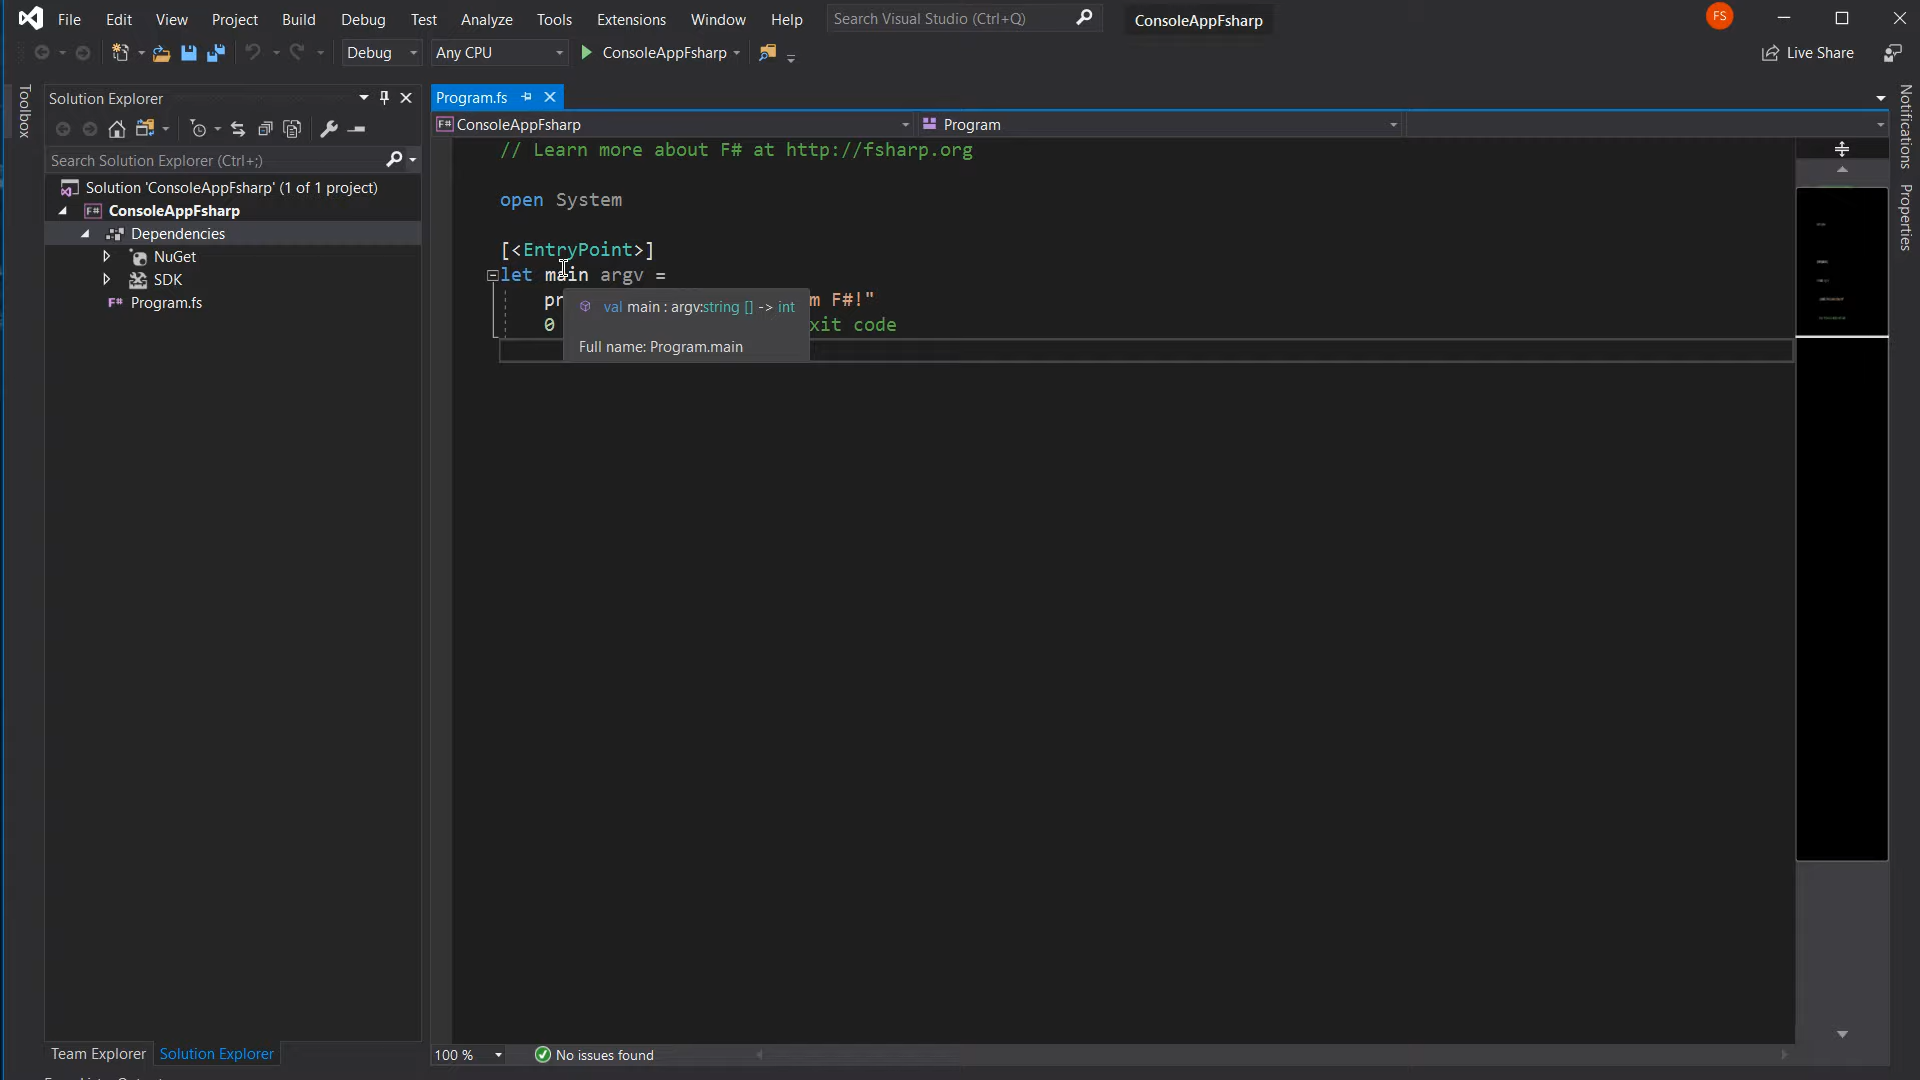 File Edit View Project Build Debug Test Analyze Tools Extensions Window Help Search Visual Studio (Ctrl+Q) ConsoleAppFsharp FS
Debug Any CPU ConsoleAppFsharp Live Share
Toolbox
Solution Explorer
Search Solution Explorer (Ctrl+;)
Solution 'ConsoleAppFsharp' (1 of 1 project)
F# ConsoleAppFsharp
Dependencies
NuGet
SDK
F# Program.fs
Team Explorer Solution Explorer
Program.fs
F# ConsoleAppFsharp Program
// Learn more about F# at http://fsharp.org
open System
[<EntryPoint>]
let main argv =
pr m F#!"
0 xit code
val main : argv:string [] -> int
Full name: Program.main
100 % No issues found
Notifications
Properties